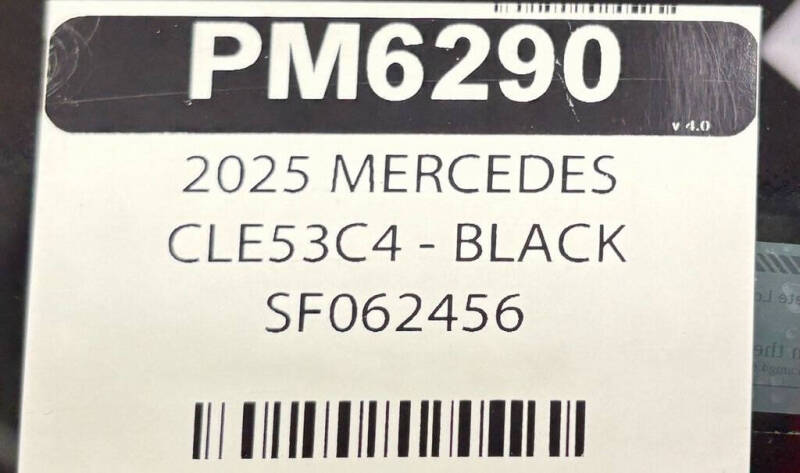 PM6290
v 4.0
2025 MERCEDES
CLE53C4 - BLACK
SF062456